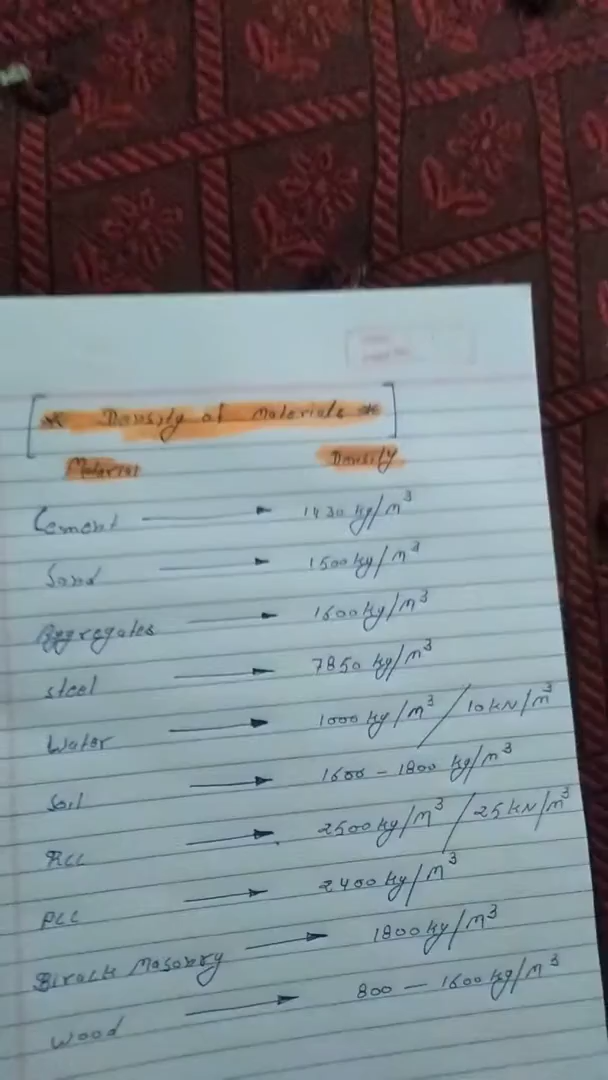 * Density of Materials *
Material Density
Cement → 1430 kg/m³
Sand → 1500 kg/m³
Aggregates → 1600 kg/m³
Steel → 7850 kg/m³
Water → 1000 kg/m³ / 10 kN/m³
Soil → 1600 - 1800 kg/m³
RCC → 2500 kg/m³ / 25 kN/m³
PCC → 2400 kg/m³
Birack Masonry → 1800 kg/m³
Wood → 800 - 1600 kg/m³